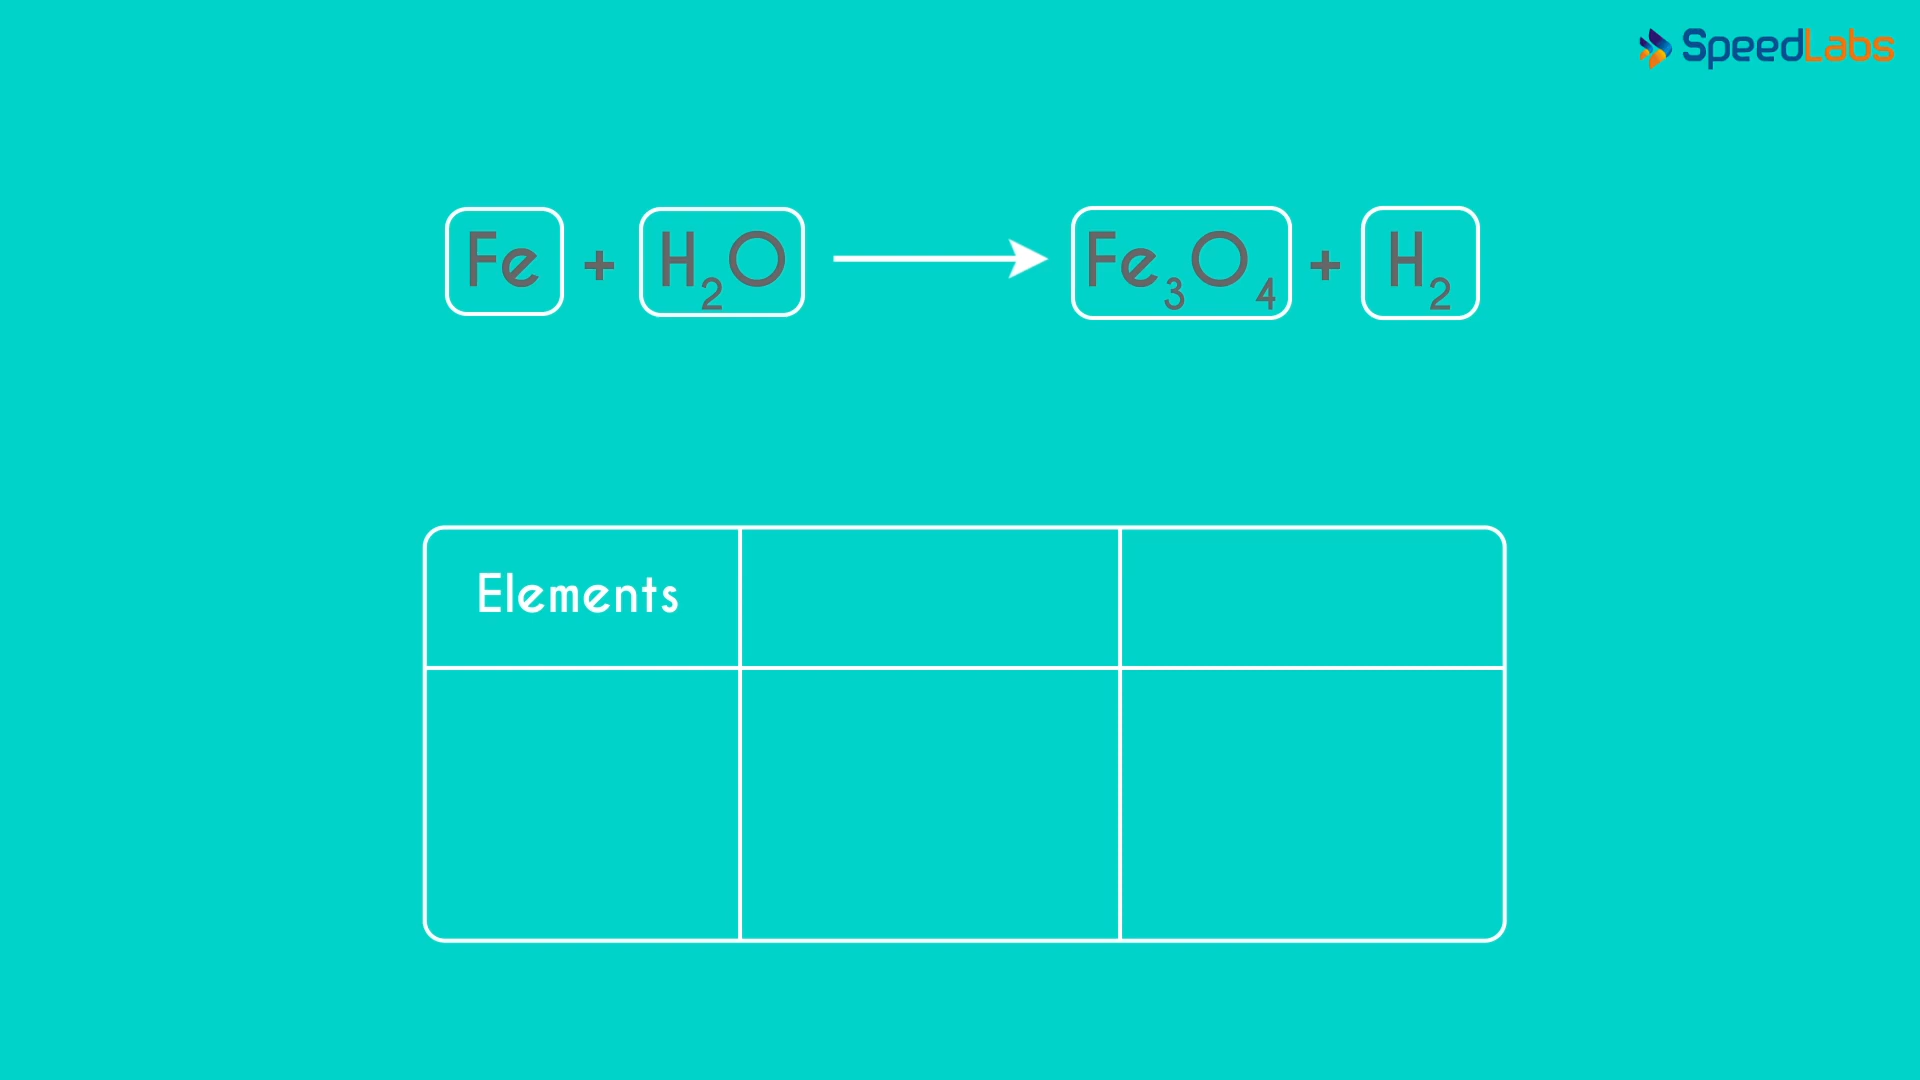 SpeedLabs
Fe + H₂O → Fe₃O₄ + H₂
Elements